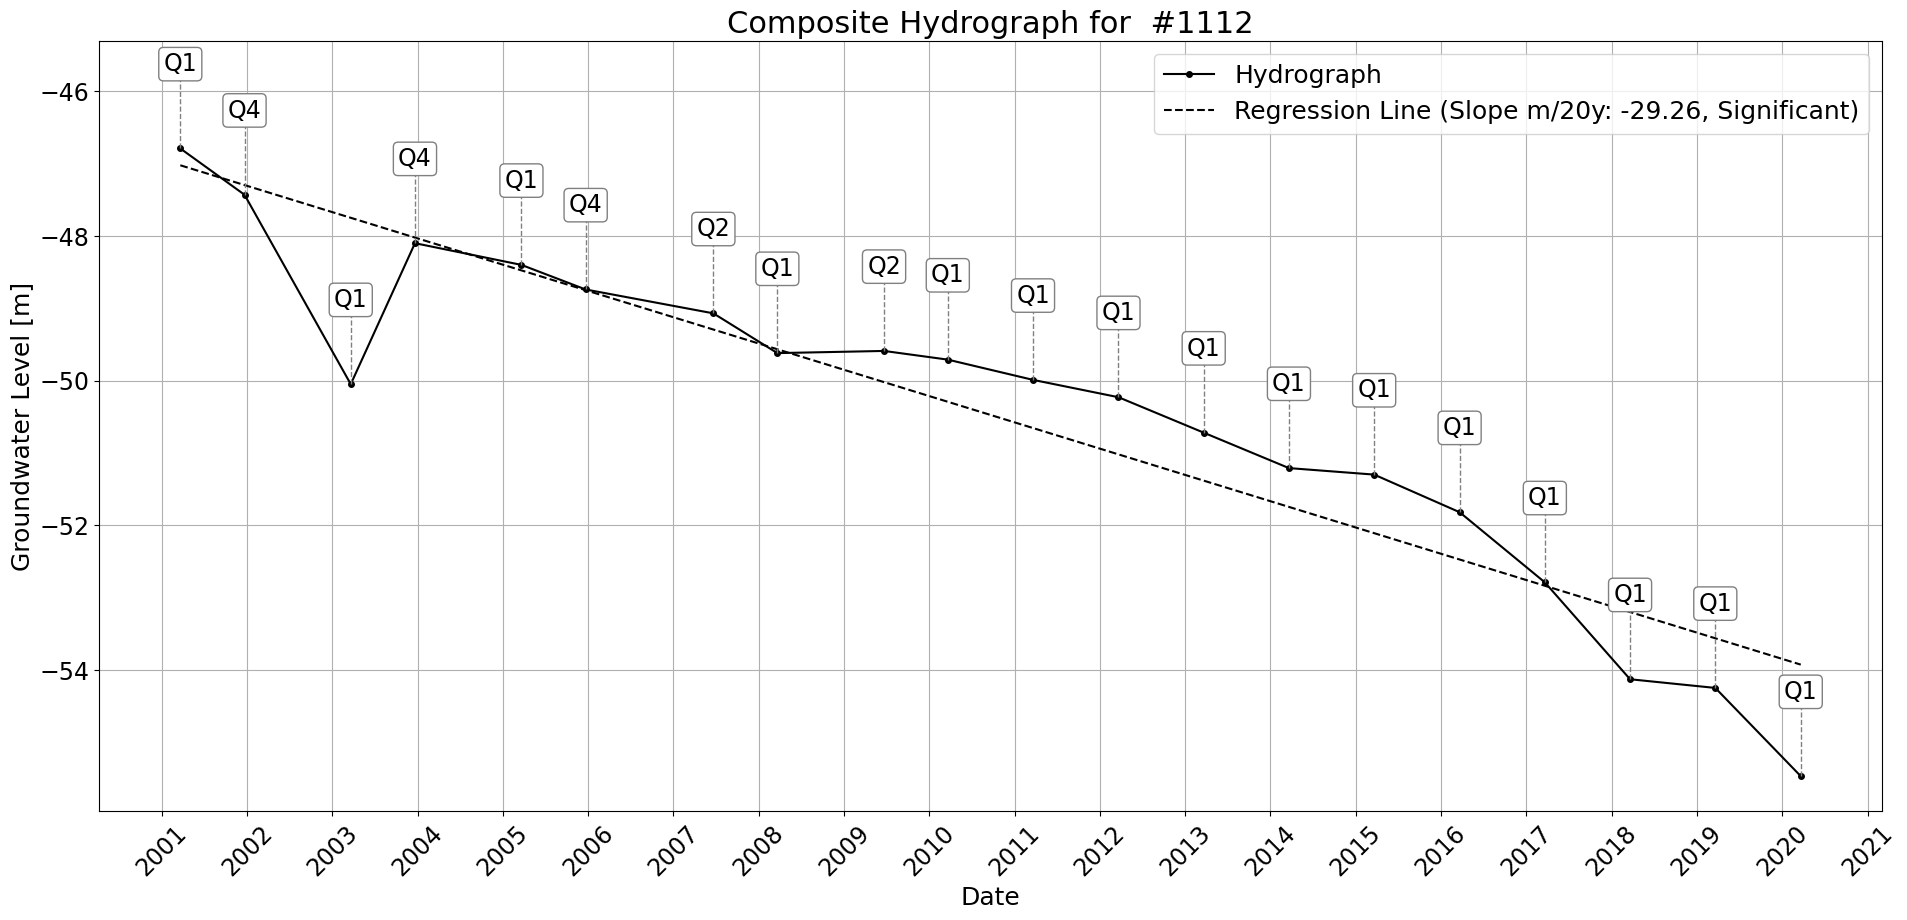 Composite Hydrograph for  #1112
Hydrograph
Regression Line (Slope m/20y: -29.26, Significant)
Groundwater Level [m]
−46
−48
−50
−52
−54
Q1
Q4
Q1
Q4
Q1
Q4
Q2
Q1
Q2
Q1
Q1
Q1
Q1
Q1
Q1
Q1
Q1
Q1
Q1
Q1
2001
2002
2003
2004
2005
2006
2007
2008
2009
2010
2011
2012
2013
2014
2015
2016
2017
2018
2019
2020
2021
Date